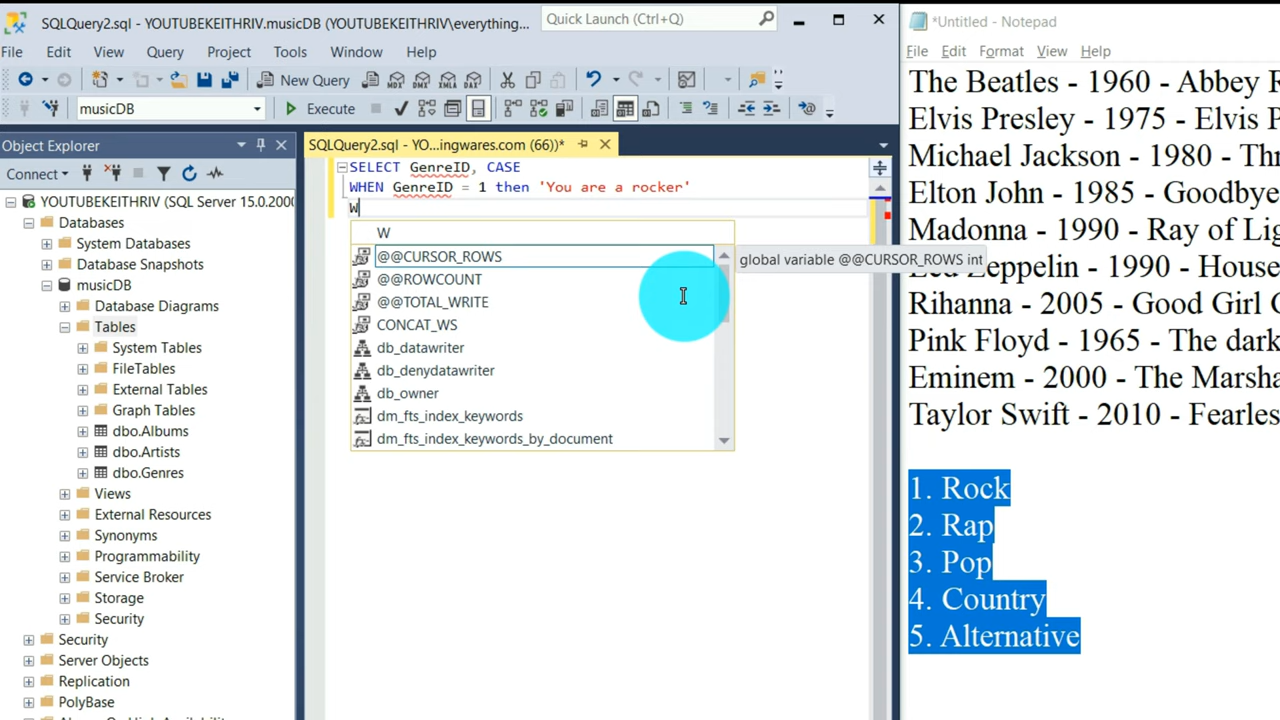 SQLQuery2.sql - YOUTUBEKEITHRIV.musicDB (YOUTUBEKEITHRIV\everything...
Quick Launch (Ctrl+Q)
File Edit View Query Project Tools Window Help
New Query
MDX DMX XMLA DAX
musicDB
Execute
Object Explorer
Connect
YOUTUBEKEITHRIV (SQL Server 15.0.2000
Databases
System Databases
Database Snapshots
musicDB
Database Diagrams
Tables
System Tables
FileTables
External Tables
Graph Tables
dbo.Albums
dbo.Artists
dbo.Genres
Views
External Resources
Synonyms
Programmability
Service Broker
Storage
Security
Security
Server Objects
Replication
PolyBase
SQLQuery2.sql - YO...ingwares.com (66))*
SELECT GenreID, CASE
WHEN GenreID = 1 then 'You are a rocker'
W
W
@@CURSOR_ROWS
@@ROWCOUNT
@@TOTAL_WRITE
CONCAT_WS
db_datawriter
db_denydatawriter
db_owner
dm_fts_index_keywords
dm_fts_index_keywords_by_document
global variable @@CURSOR_ROWS int
*Untitled - Notepad
File Edit Format View Help
The Beatles - 1960 - Abbey R
Elvis Presley - 1975 - Elvis P
Michael Jackson - 1980 - Thr
Elton John - 1985 - Goodbye
Madonna - 1990 - Ray of Lig
Led Zeppelin - 1990 - House
Rihanna - 2005 - Good Girl G
Pink Floyd - 1965 - The dark
Eminem - 2000 - The Marsha
Taylor Swift - 2010 - Fearles
1. Rock
2. Rap
3. Pop
4. Country
5. Alternative